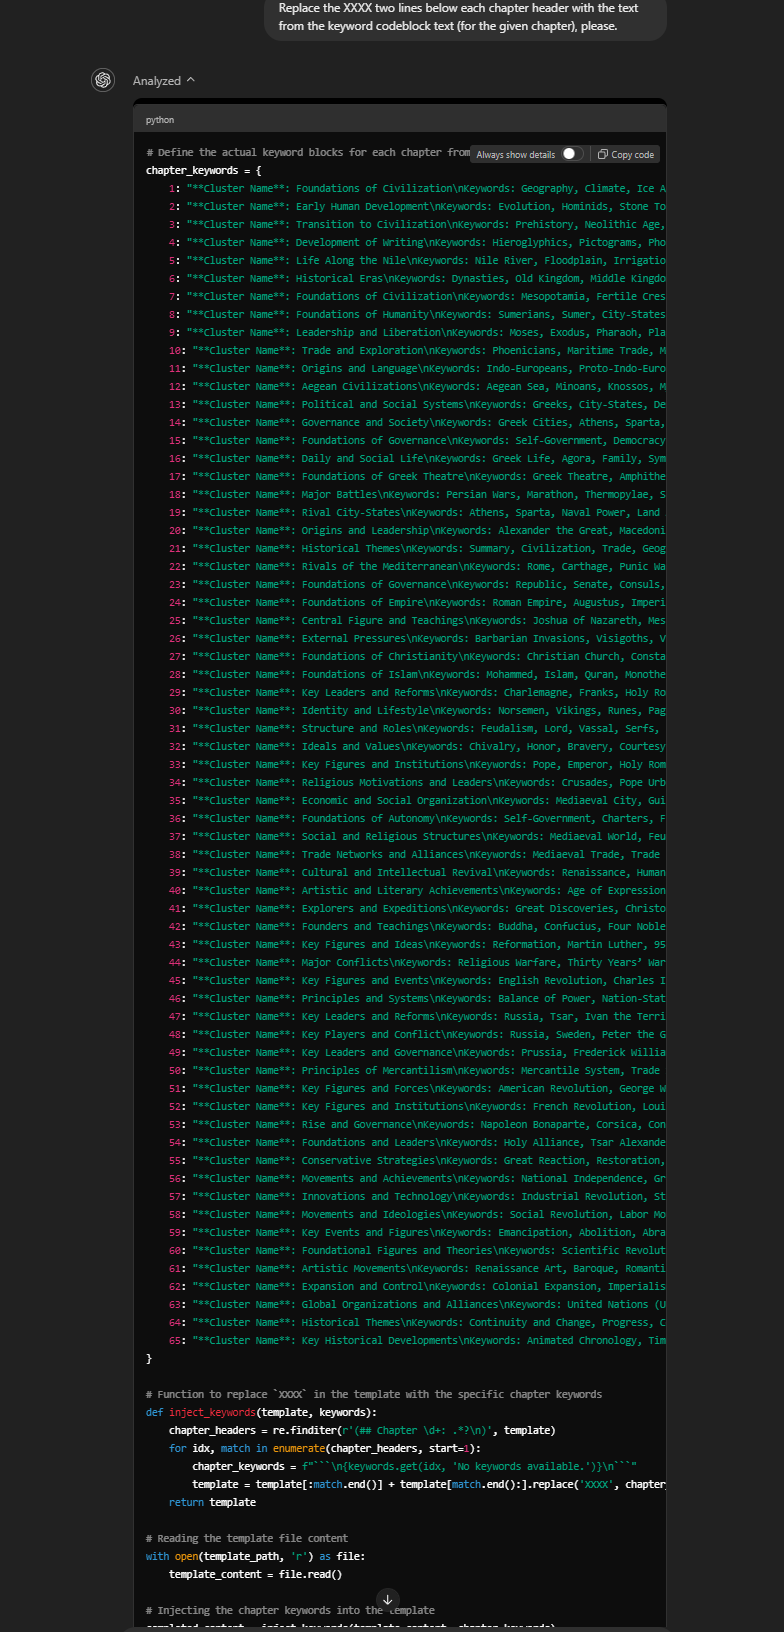 Replace the XXXX two lines below each chapter header with the text
from the keyword codeblock text (for the given chapter), please.
Analyzed
python
# Define the actual keyword blocks for each chapter from
Always show details
Copy code
chapter_keywords = {
1: "**Cluster Name**: Foundations of Civilization\nKeywords: Geography, Climate, Ice A
2: "**Cluster Name**: Early Human Development\nKeywords: Evolution, Hominids, Stone To
3: "**Cluster Name**: Transition to Civilization\nKeywords: Prehistory, Neolithic Age,
4: "**Cluster Name**: Development of Writing\nKeywords: Hieroglyphics, Pictograms, Pho
5: "**Cluster Name**: Life Along the Nile\nKeywords: Nile River, Floodplain, Irrigatio
6: "**Cluster Name**: Historical Eras\nKeywords: Dynasties, Old Kingdom, Middle Kingdo
7: "**Cluster Name**: Foundations of Civilization\nKeywords: Mesopotamia, Fertile Cres
8: "**Cluster Name**: Foundations of Humanity\nKeywords: Sumerians, Sumer, City-States
9: "**Cluster Name**: Leadership and Liberation\nKeywords: Moses, Exodus, Pharaoh, Pla
10: "**Cluster Name**: Trade and Exploration\nKeywords: Phoenicians, Maritime Trade, M
11: "**Cluster Name**: Origins and Language\nKeywords: Indo-Europeans, Proto-Indo-Euro
12: "**Cluster Name**: Aegean Civilizations\nKeywords: Aegean Sea, Minoans, Knossos, M
13: "**Cluster Name**: Political and Social Systems\nKeywords: Greeks, City-States, De
14: "**Cluster Name**: Governance and Society\nKeywords: Greek Cities, Athens, Sparta,
15: "**Cluster Name**: Foundations of Governance\nKeywords: Self-Government, Democracy
16: "**Cluster Name**: Daily and Social Life\nKeywords: Greek Life, Agora, Family, Sym
17: "**Cluster Name**: Foundations of Greek Theatre\nKeywords: Greek Theatre, Amphithe
18: "**Cluster Name**: Major Battles\nKeywords: Persian Wars, Marathon, Thermopylae, S
19: "**Cluster Name**: Rival City-States\nKeywords: Athens, Sparta, Naval Power, Land
20: "**Cluster Name**: Origins and Leadership\nKeywords: Alexander the Great, Macedoni
21: "**Cluster Name**: Historical Themes\nKeywords: Summary, Civilization, Trade, Geog
22: "**Cluster Name**: Rivals of the Mediterranean\nKeywords: Rome, Carthage, Punic Wa
23: "**Cluster Name**: Foundations of Governance\nKeywords: Republic, Senate, Consuls,
24: "**Cluster Name**: Foundations of Empire\nKeywords: Roman Empire, Augustus, Imperi
25: "**Cluster Name**: Central Figure and Teachings\nKeywords: Joshua of Nazareth, Mes
26: "**Cluster Name**: External Pressures\nKeywords: Barbarian Invasions, Visigoths, V
27: "**Cluster Name**: Foundations of Christianity\nKeywords: Christian Church, Consta
28: "**Cluster Name**: Foundations of Islam\nKeywords: Mohammed, Islam, Quran, Monothe
29: "**Cluster Name**: Key Leaders and Reforms\nKeywords: Charlemagne, Franks, Holy Ro
30: "**Cluster Name**: Identity and Lifestyle\nKeywords: Norsemen, Vikings, Runes, Pag
31: "**Cluster Name**: Structure and Roles\nKeywords: Feudalism, Lord, Vassal, Serfs,
32: "**Cluster Name**: Ideals and Values\nKeywords: Chivalry, Honor, Bravery, Courtesy
33: "**Cluster Name**: Key Figures and Institutions\nKeywords: Pope, Emperor, Holy Rom
34: "**Cluster Name**: Religious Motivations and Leaders\nKeywords: Crusades, Pope Urb
35: "**Cluster Name**: Economic and Social Organization\nKeywords: Mediaeval City, Gui
36: "**Cluster Name**: Foundations of Autonomy\nKeywords: Self-Government, Charters, F
37: "**Cluster Name**: Social and Religious Structures\nKeywords: Mediaeval World, Feu
38: "**Cluster Name**: Trade Networks and Alliances\nKeywords: Mediaeval Trade, Trade
39: "**Cluster Name**: Cultural and Intellectual Revival\nKeywords: Renaissance, Human
40: "**Cluster Name**: Artistic and Literary Achievements\nKeywords: Age of Expression
41: "**Cluster Name**: Explorers and Expeditions\nKeywords: Great Discoveries, Christo
42: "**Cluster Name**: Founders and Teachings\nKeywords: Buddha, Confucius, Four Noble
43: "**Cluster Name**: Key Figures and Ideas\nKeywords: Reformation, Martin Luther, 95
44: "**Cluster Name**: Major Conflicts\nKeywords: Religious Warfare, Thirty Years’ War
45: "**Cluster Name**: Key Figures and Events\nKeywords: English Revolution, Charles I
46: "**Cluster Name**: Principles and Systems\nKeywords: Balance of Power, Nation-Stat
47: "**Cluster Name**: Key Leaders and Reforms\nKeywords: Russia, Tsar, Ivan the Terri
48: "**Cluster Name**: Key Players and Conflict\nKeywords: Russia, Sweden, Peter the G
49: "**Cluster Name**: Key Leaders and Governance\nKeywords: Prussia, Frederick Willia
50: "**Cluster Name**: Principles of Mercantilism\nKeywords: Mercantile System, Trade
51: "**Cluster Name**: Key Figures and Forces\nKeywords: American Revolution, George W
52: "**Cluster Name**: Key Figures and Institutions\nKeywords: French Revolution, Loui
53: "**Cluster Name**: Rise and Governance\nKeywords: Napoleon Bonaparte, Corsica, Con
54: "**Cluster Name**: Foundations and Leaders\nKeywords: Holy Alliance, Tsar Alexande
55: "**Cluster Name**: Conservative Strategies\nKeywords: Great Reaction, Restoration,
56: "**Cluster Name**: Movements and Achievements\nKeywords: National Independence, Gr
57: "**Cluster Name**: Innovations and Technology\nKeywords: Industrial Revolution, St
58: "**Cluster Name**: Movements and Ideologies\nKeywords: Social Revolution, Labor Mo
59: "**Cluster Name**: Key Events and Figures\nKeywords: Emancipation, Abolition, Abra
60: "**Cluster Name**: Foundational Figures and Theories\nKeywords: Scientific Revolut
61: "**Cluster Name**: Artistic Movements\nKeywords: Renaissance Art, Baroque, Romanti
62: "**Cluster Name**: Expansion and Control\nKeywords: Colonial Expansion, Imperialis
63: "**Cluster Name**: Global Organizations and Alliances\nKeywords: United Nations (U
64: "**Cluster Name**: Historical Themes\nKeywords: Continuity and Change, Progress, C
65: "**Cluster Name**: Key Historical Developments\nKeywords: Animated Chronology, Tim
}
# Function to replace `XXXX` in the template with the specific chapter keywords
def inject_keywords(template, keywords):
chapter_headers = re.finditer(r'(## Chapter \d+: .*?\n)', template)
for idx, match in enumerate(chapter_headers, start=1):
chapter_keywords = f"```\n{keywords.get(idx, 'No keywords available.')}\n```"
template = template[:match.end()] + template[match.end():].replace('XXXX', chapter
return template
# Reading the template file content
with open(template_path, 'r') as file:
template_content = file.read()
# Injecting the chapter keywords into the template